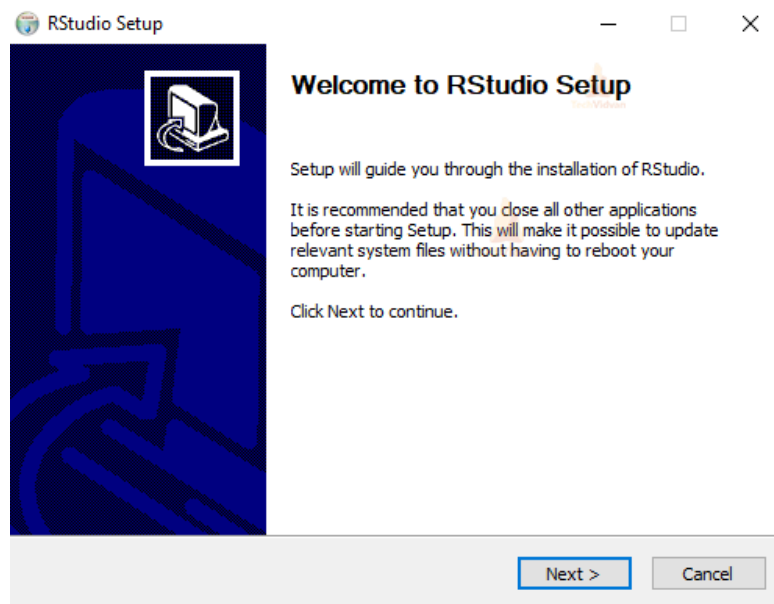 RStudio Setup
Welcome to RStudio Setup
Setup will guide you through the installation of RStudio.
It is recommended that you close all other applications
before starting Setup. This will make it possible to update
relevant system files without having to reboot your
computer.
Click Next to continue.
Next >
Cancel